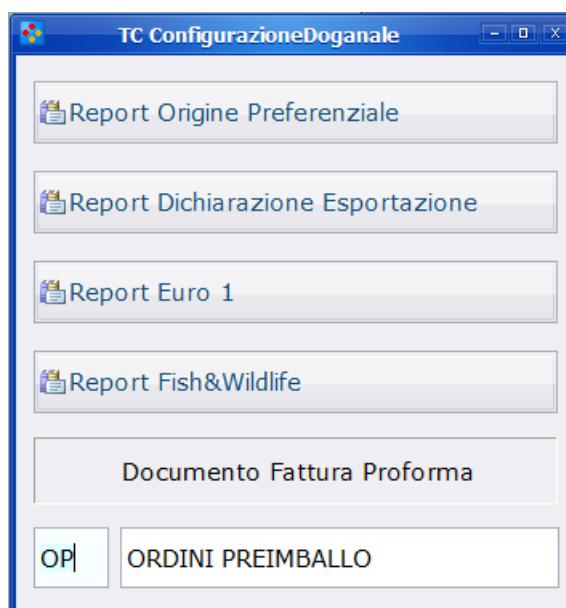 TC ConfigurazioneDoganale
Report Origine Preferenziale
Report Dichiarazione Esportazione
Report Euro 1
Report Fish&Wildlife
Documento Fattura Proforma
OP ORDINI PREIMBALLO